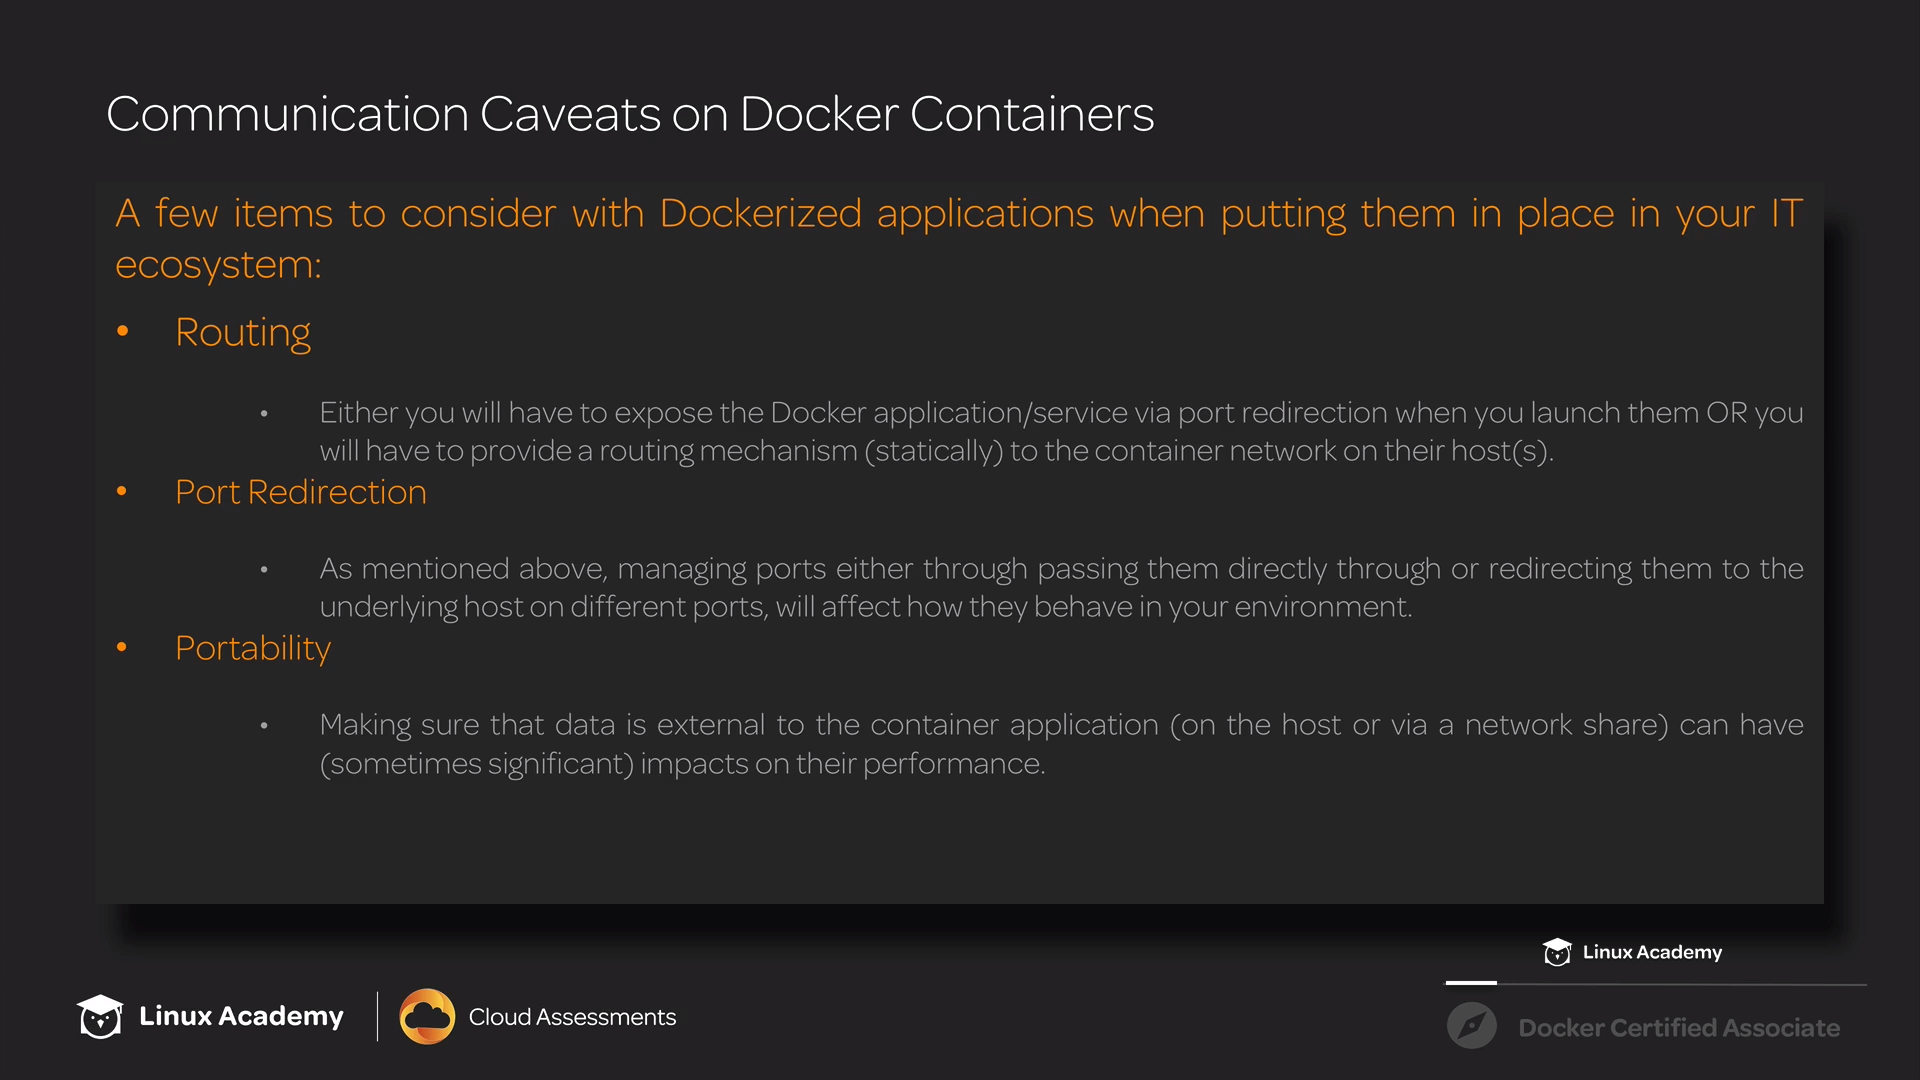 Communication Caveats on Docker Containers
A few items to consider with Dockerized applications when putting them in place in your IT
ecosystem:
• Routing
• Either you will have to expose the Docker application/service via port redirection when you launch them OR you
will have to provide a routing mechanism (statically) to the container network on their host(s).
• Port Redirection
• As mentioned above, managing ports either through passing them directly through or redirecting them to the
underlying host on different ports, will affect how they behave in your environment.
• Portability
• Making sure that data is external to the container application (on the host or via a network share) can have
(sometimes significant) impacts on their performance.
Linux Academy
Linux Academy
Cloud Assessments
Docker Certified Associate